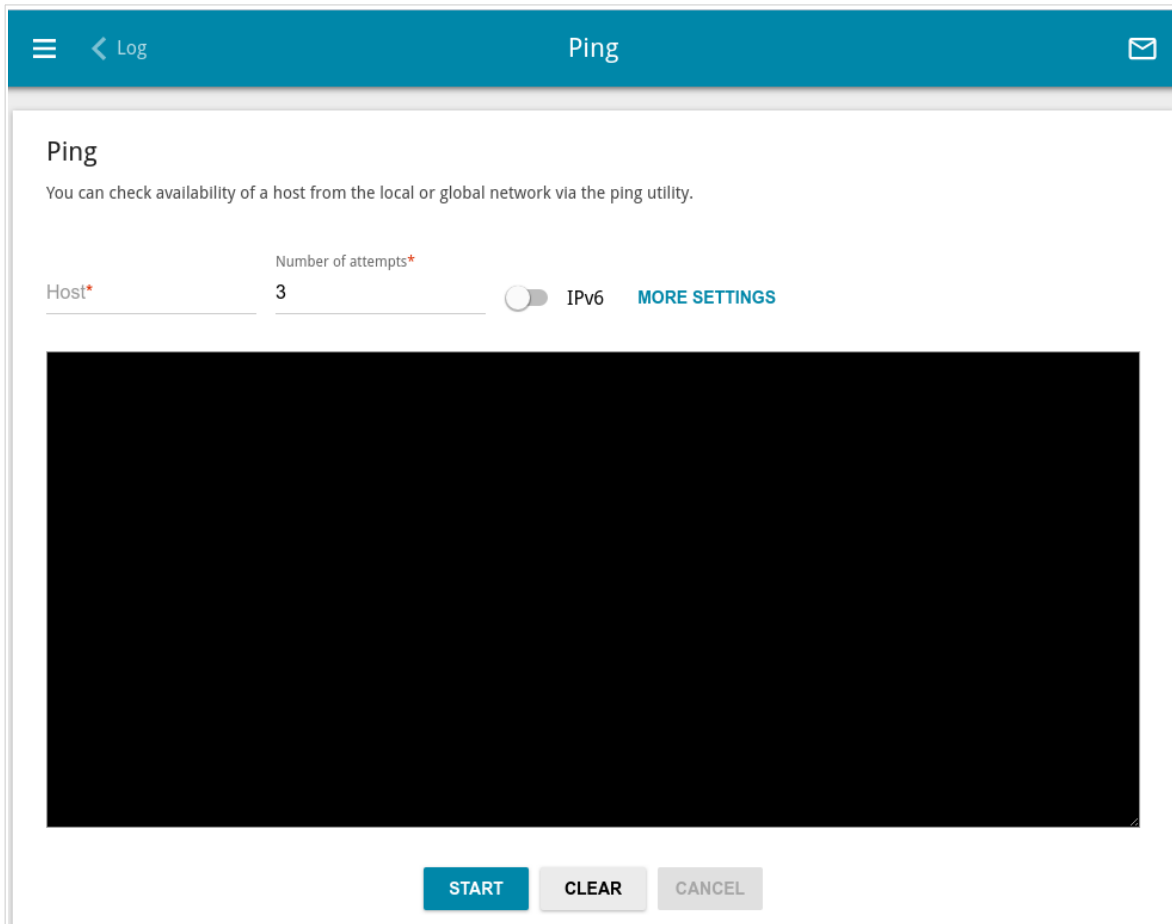 Log
Ping
Ping
You can check availability of a host from the local or global network via the ping utility.
Number of attempts*
Host*
3
IPv6
MORE SETTINGS
START
CLEAR
CANCEL